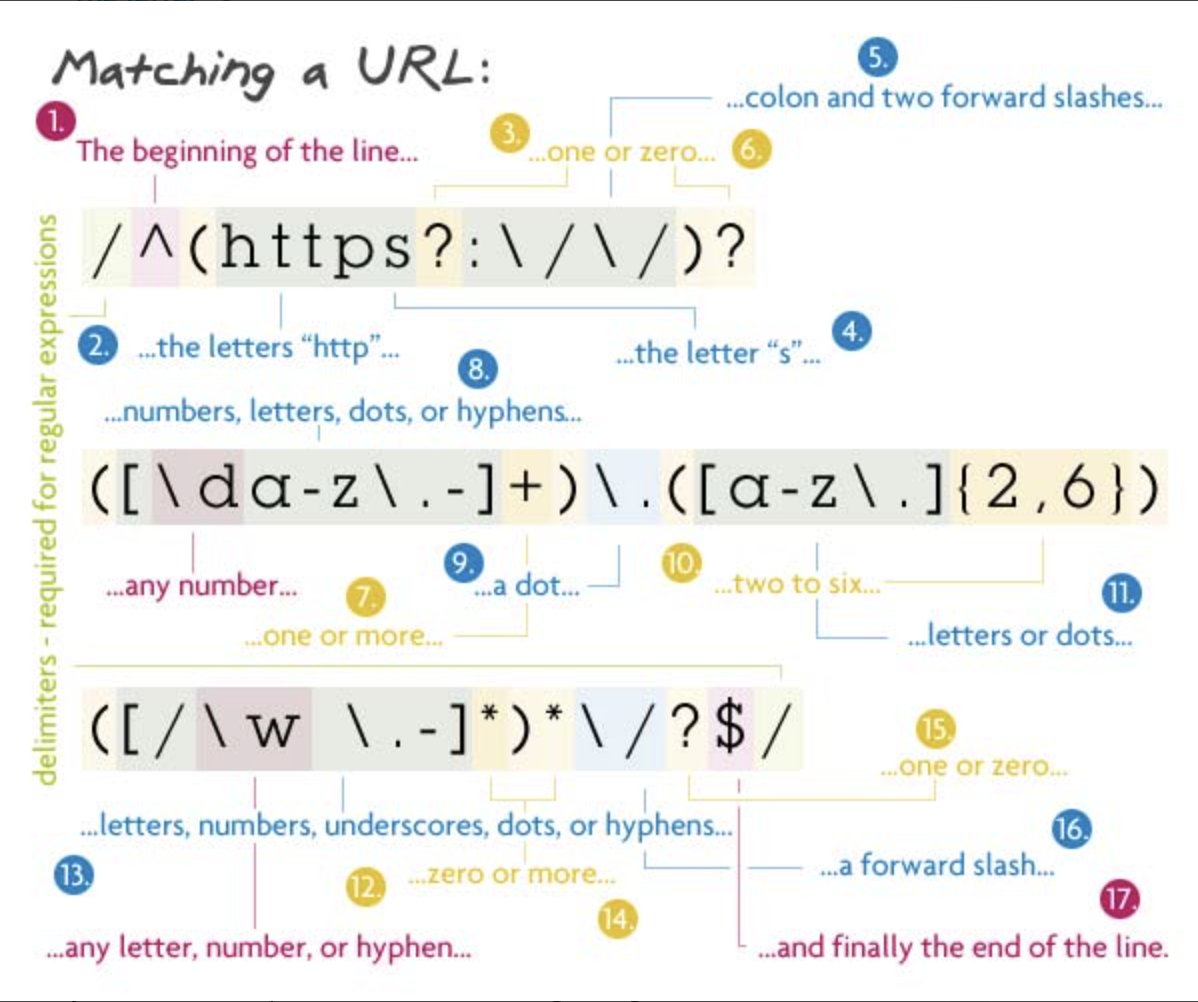 Matching a URL:
5.
...colon and two forward slashes...
1.
The beginning of the line...
3.
...one or zero...
6.
/^(https?:\/\/)?
delimiters - required for regular expressions
2.
...the letters “http”...
...the letter “s”...
4.
8.
...numbers, letters, dots, or hyphens...
([\da-z\.-]+)\.([a-z\.]{2,6})
...any number...
9.
...a dot...
10.
...two to six...
11.
7.
...one or more...
...letters or dots...
([/\w \.-]*)*\/?$/
15.
...one or zero...
...letters, numbers, underscores, dots, or hyphens...
16.
13.
12.
...zero or more...
...a forward slash...
14.
17.
...any letter, number, or hyphen...
...and finally the end of the line.